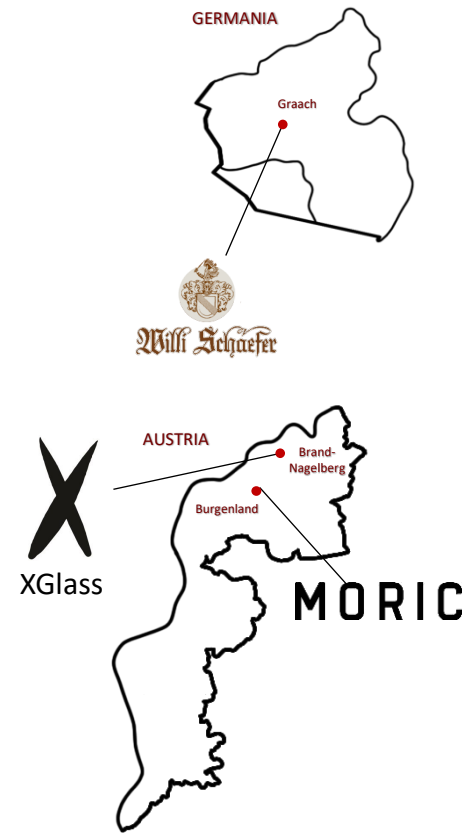 GERMANIA
Graach
Willi Schaefer
AUSTRIA
Brand-
Nagelberg
Burgenland
XGlass
MORIC